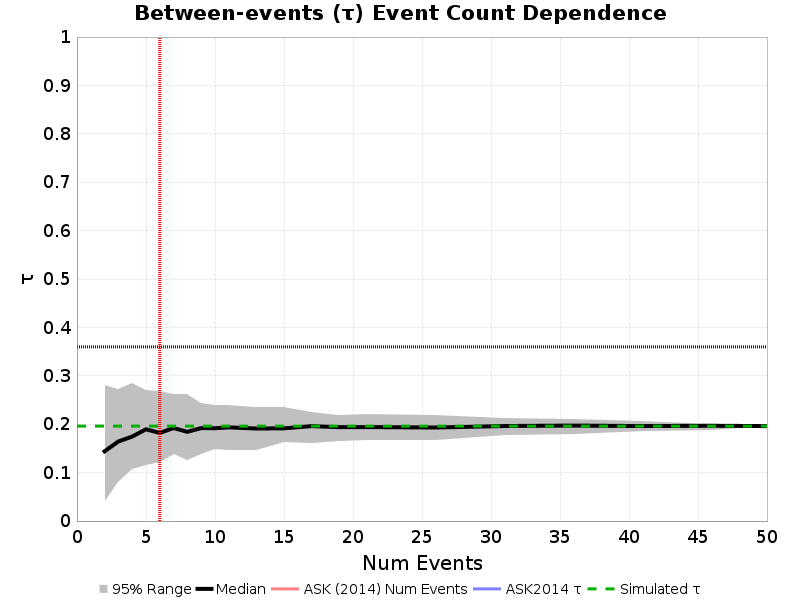 Between-events (τ) Event Count Dependence
1
0.9
0.8
0.7
0.6
0.5
0.4
0.3
0.2
0.1
0
τ
0 5 10 15 20 25 30 35 40 45 50
Num Events
95% Range Median ASK (2014) Num Events ASK2014 τ Simulated τ